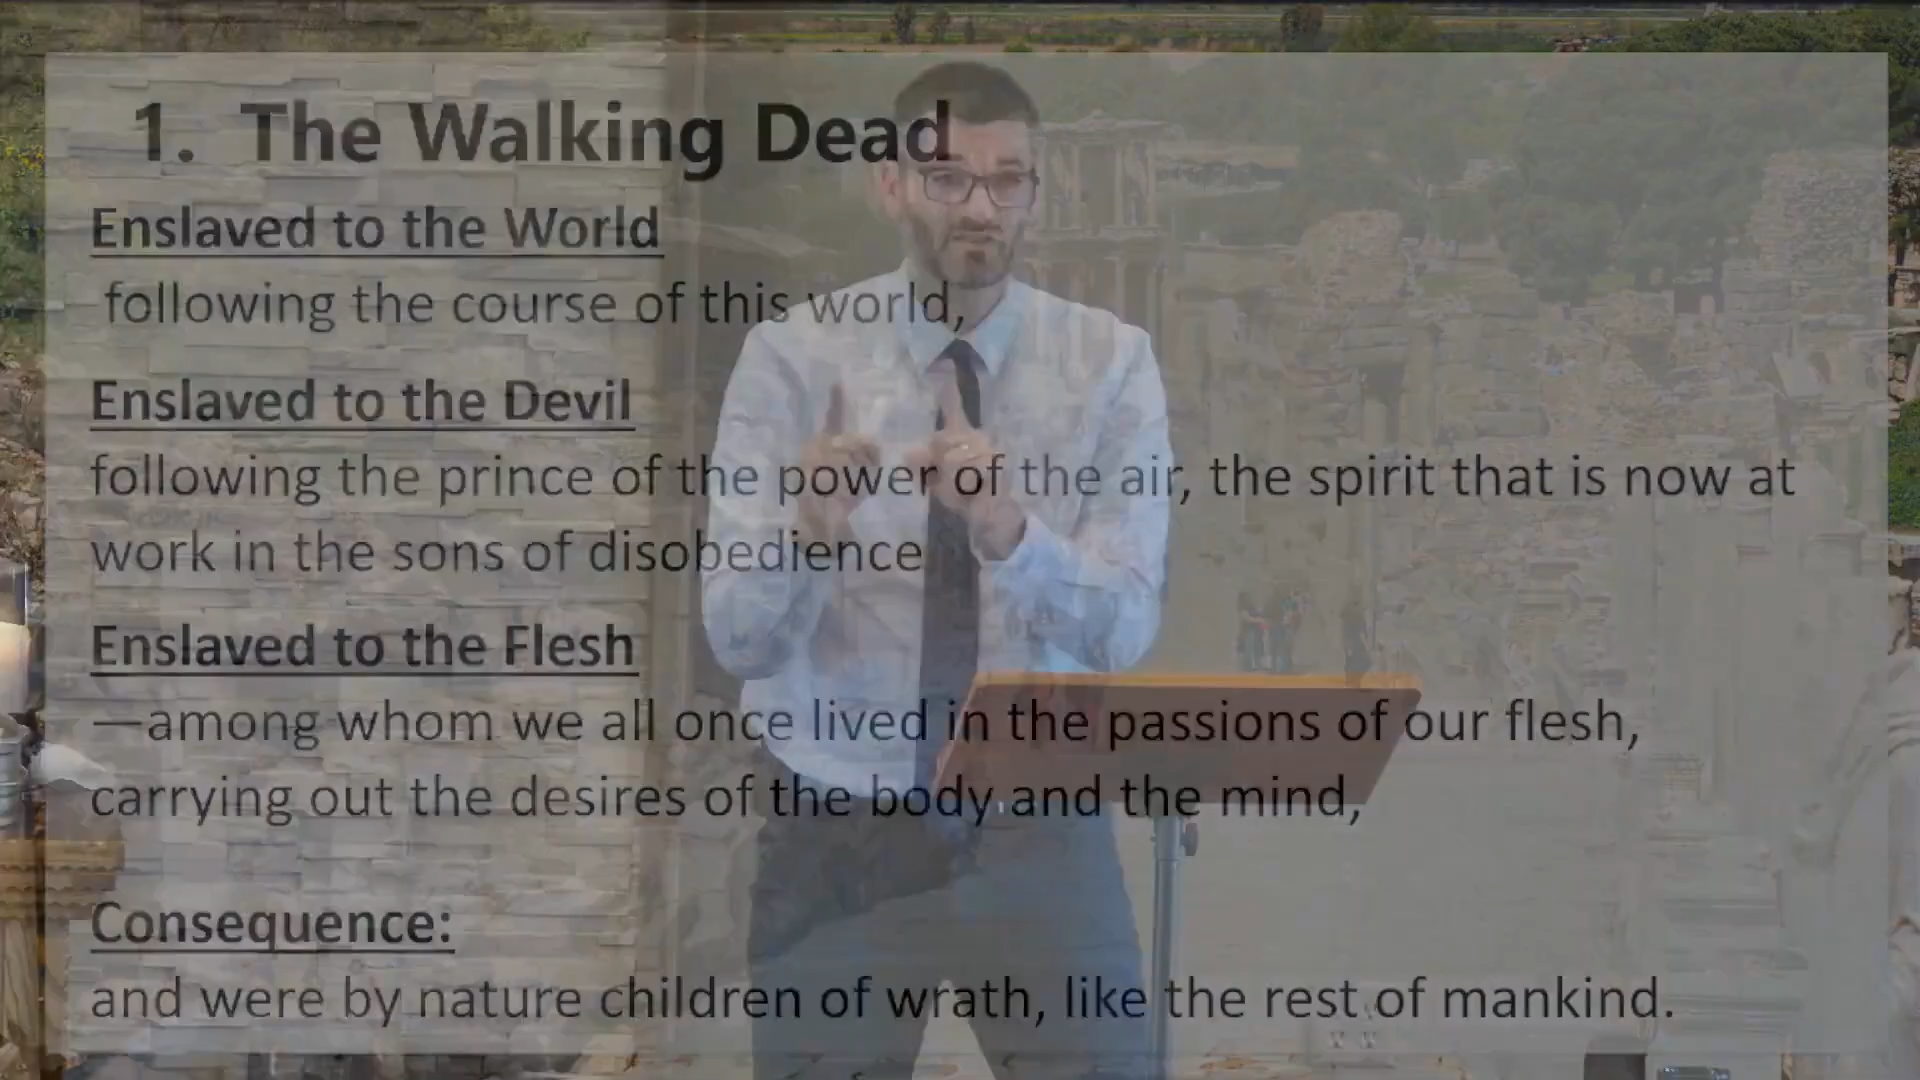 1. The Walking Dead
Enslaved to the World
following the course of this world,
Enslaved to the Devil
following the prince of the power of the air, the spirit that is now at
work in the sons of disobedience
Enslaved to the Flesh
—among whom we all once lived in the passions of our flesh,
carrying out the desires of the body and the mind,
Consequence:
and were by nature children of wrath, like the rest of mankind.